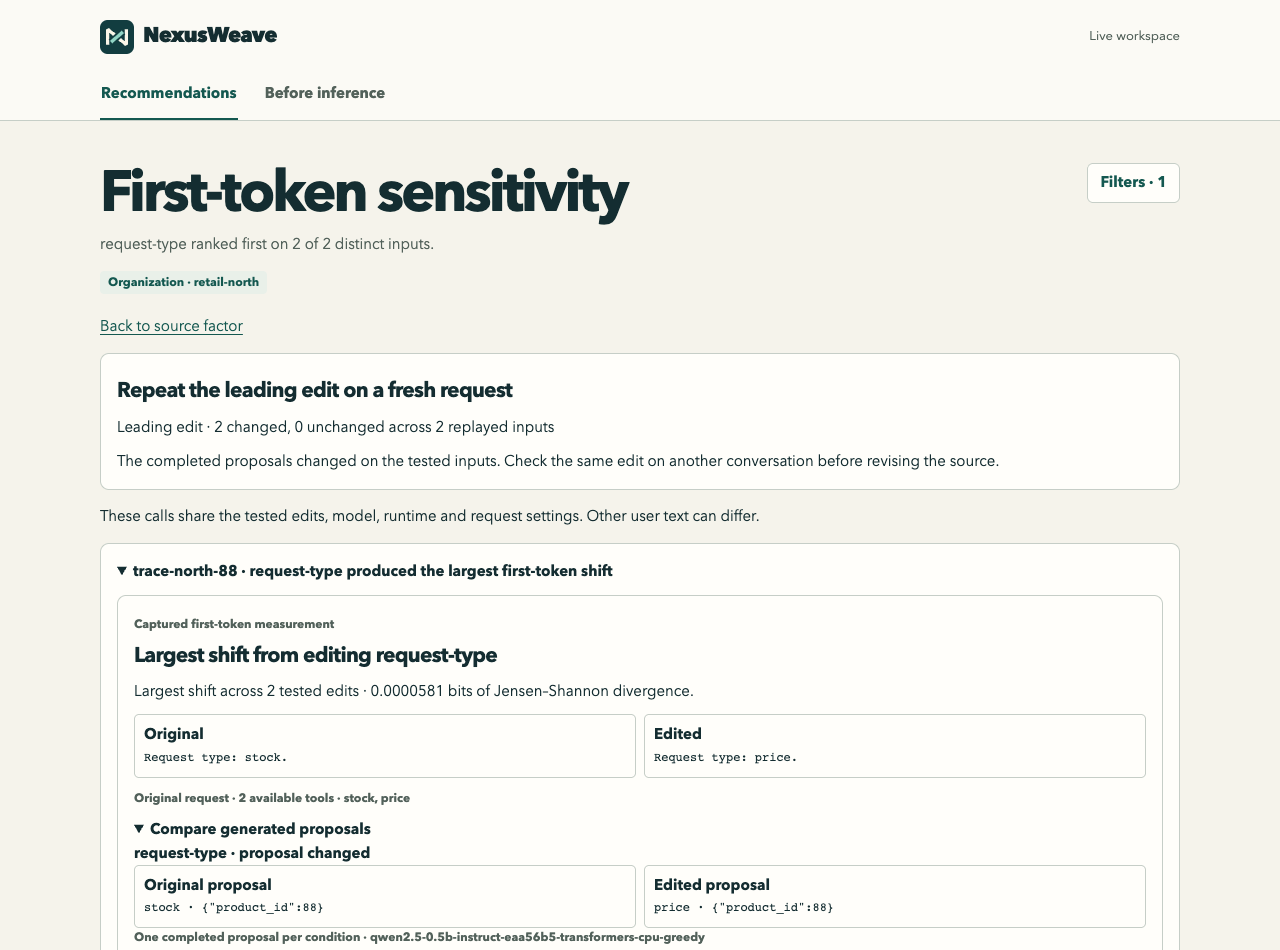 NexusWeave
Live workspace
Recommendations
Before inference
First-token sensitivity
Filters · 1
request-type ranked first on 2 of 2 distinct inputs.
Organization · retail-north
Back to source factor
Repeat the leading edit on a fresh request
Leading edit · 2 changed, 0 unchanged across 2 replayed inputs
The completed proposals changed on the tested inputs. Check the same edit on another conversation before revising the source.
These calls share the tested edits, model, runtime and request settings. Other user text can differ.
▼ trace-north-88 · request-type produced the largest first-token shift
Captured first-token measurement
Largest shift from editing request-type
Largest shift across 2 tested edits · 0.0000581 bits of Jensen–Shannon divergence.
Original
Request type: stock.
Edited
Request type: price.
Original request · 2 available tools · stock, price
▼ Compare generated proposals
request-type · proposal changed
Original proposal
stock · {"product_id":88}
Edited proposal
price · {"product_id":88}
One completed proposal per condition · qwen2.5-0.5b-instruct-eaa56b5-transformers-cpu-greedy